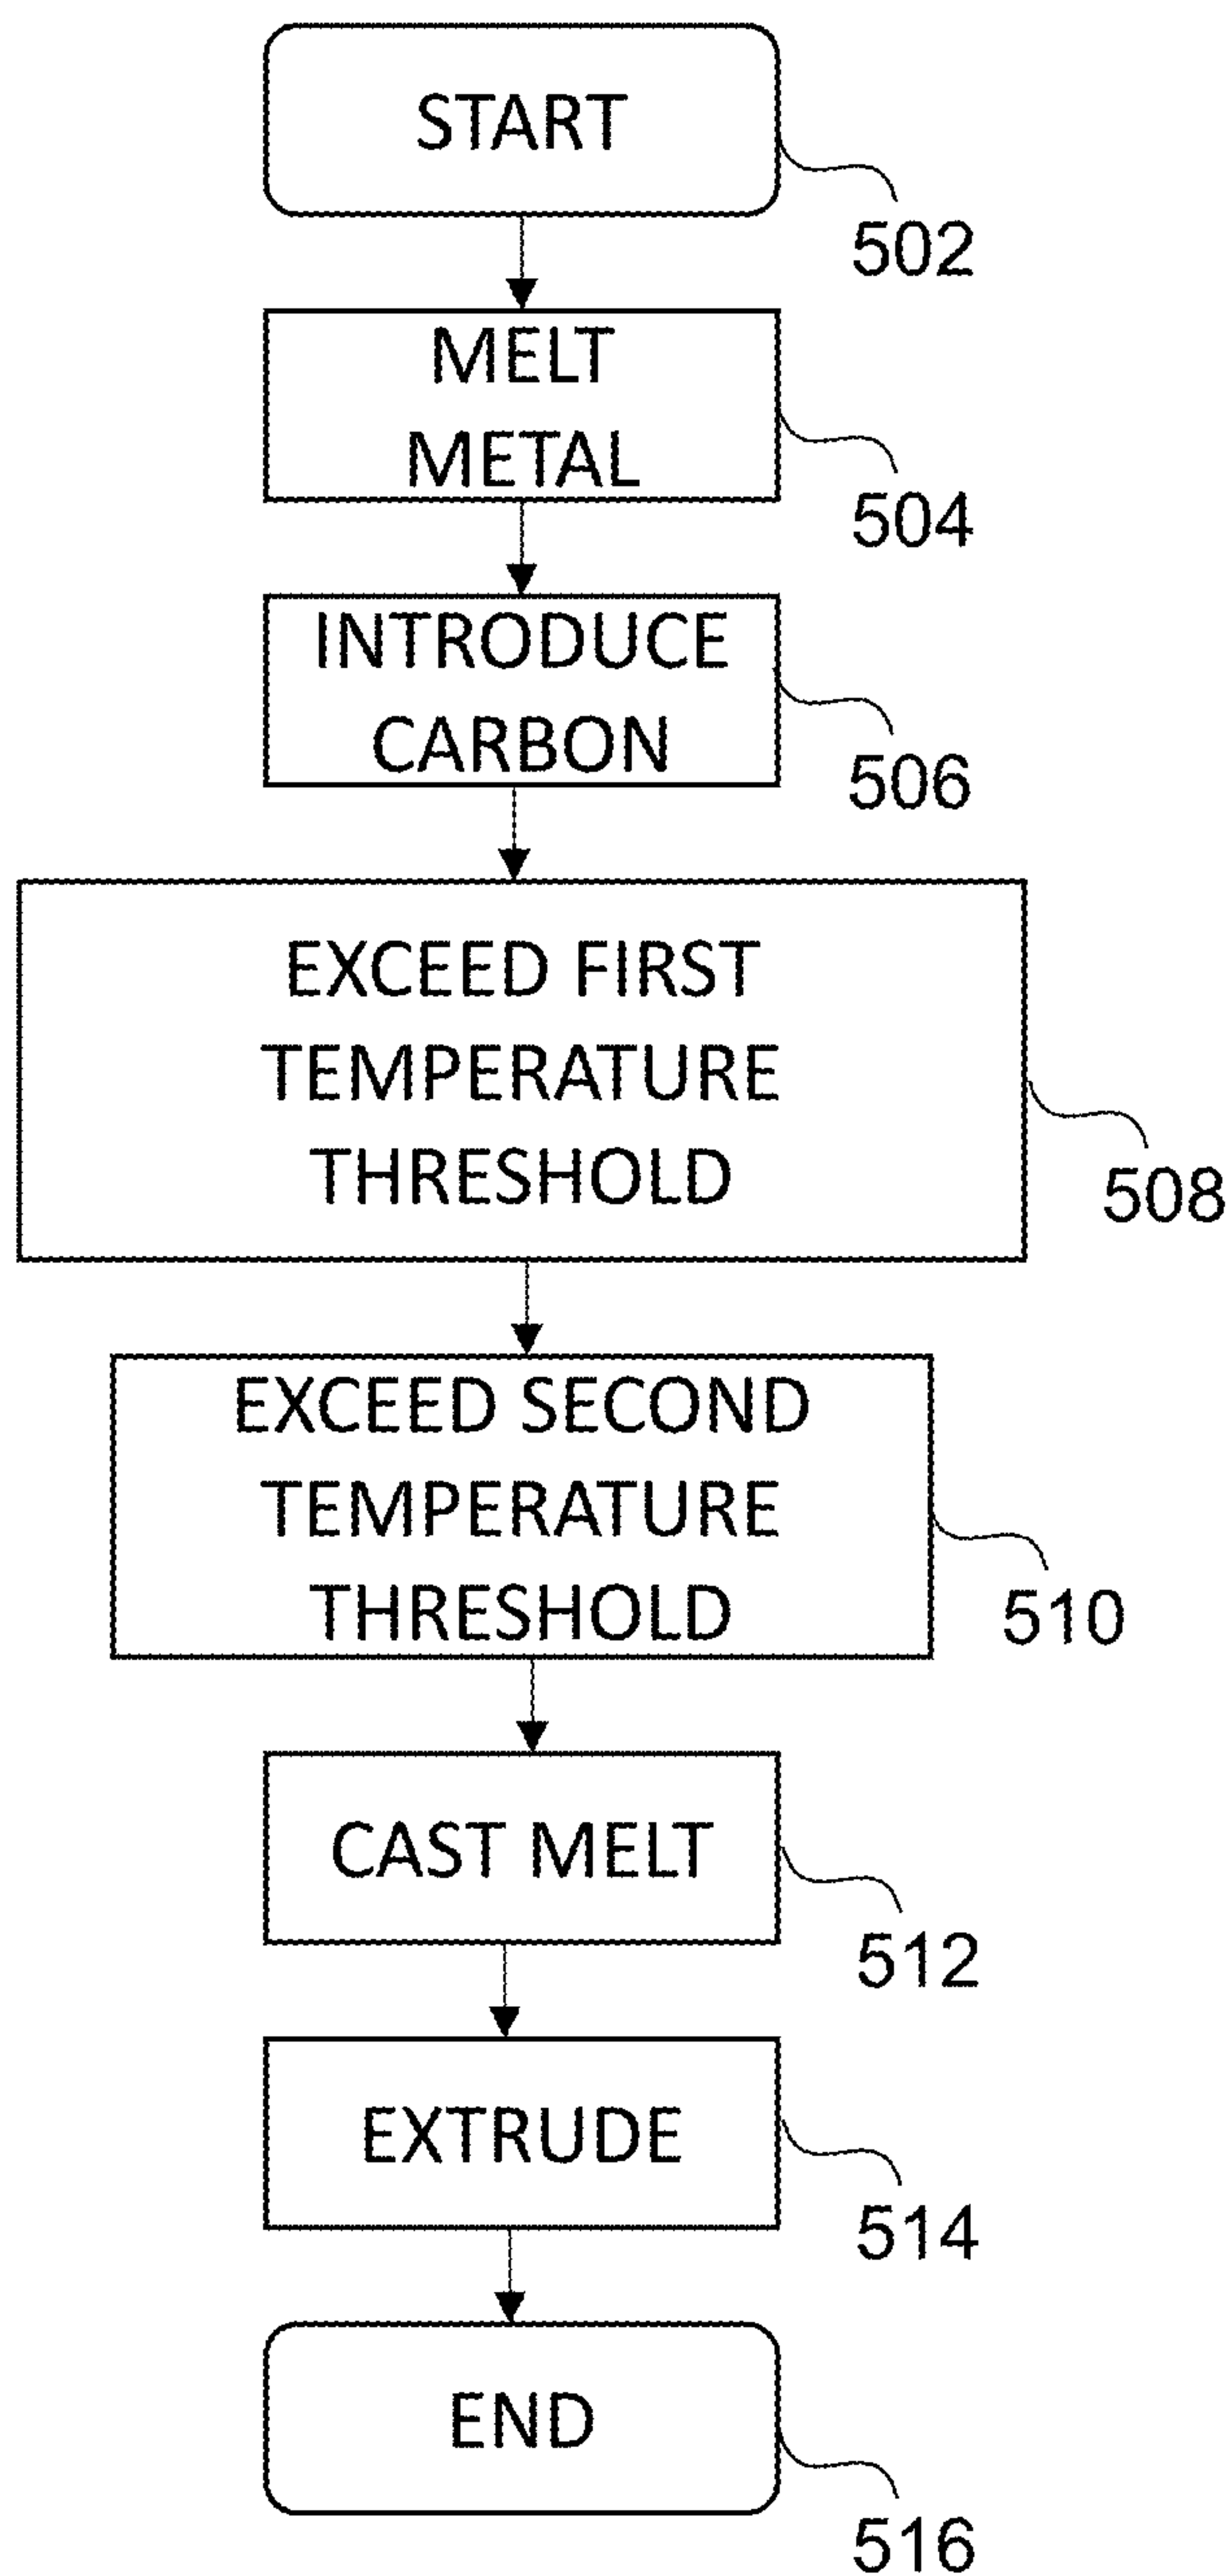 START
502
MELT
METAL
504
INTRODUCE
CARBON
506
EXCEED FIRST
TEMPERATURE
THRESHOLD
508
EXCEED SECOND
TEMPERATURE
THRESHOLD
510
CAST MELT
512
EXTRUDE
514
END
516